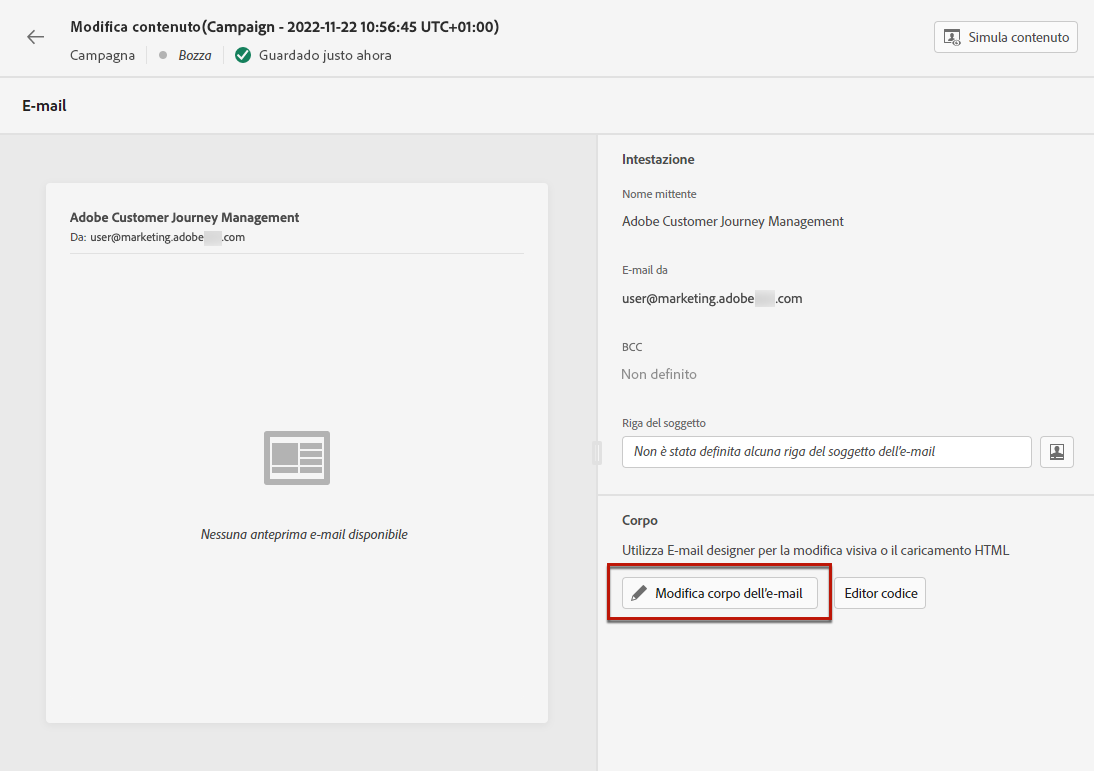 Modifica contenuto(Campaign - 2022-11-22 10:56:45 UTC+01:00)
Campagna Bozza Guardado justo ahora
Simula contenuto
E-mail
Adobe Customer Journey Management
Da: user@marketing.adobe .com
Nessuna anteprima e-mail disponibile
Intestazione
Nome mittente
Adobe Customer Journey Management
E-mail da
user@marketing.adobe .com
BCC
Non definito
Riga del soggetto
Non è stata definita alcuna riga del soggetto dell'e-mail
Corpo
Utilizza E-mail designer per la modifica visiva o il caricamento HTML
Modifica corpo dell'e-mail Editor codice